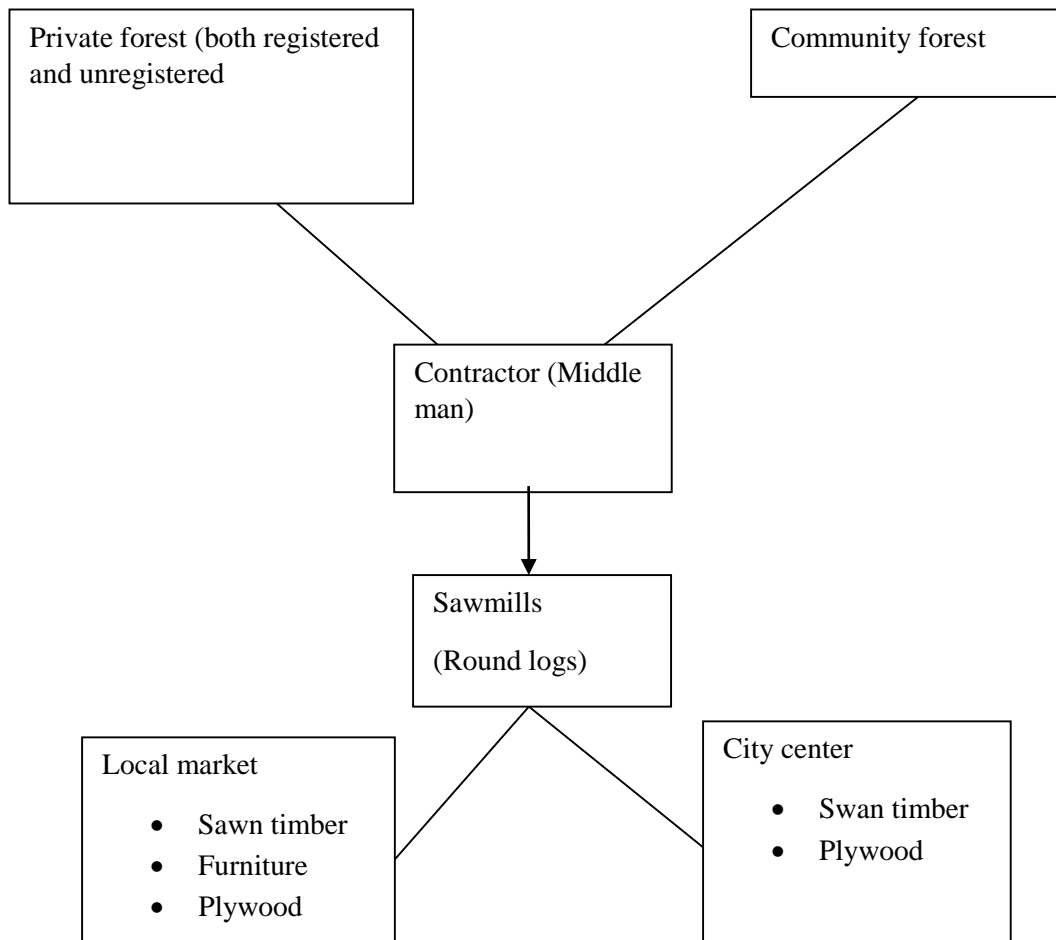 Private forest (both registered
and unregistered
Community forest
Contractor (Middle
man)
Sawmills
(Round logs)
Local market
• Sawn timber
• Furniture
• Plywood
City center
• Swan timber
• Plywood